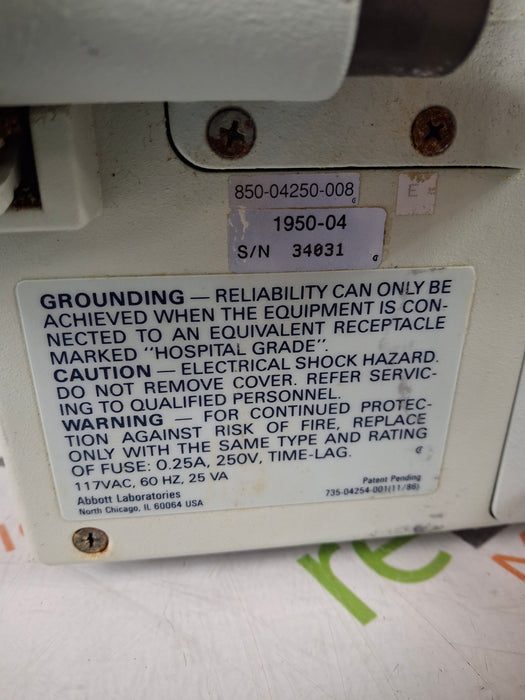 850-04250-008
E
1950-04
S/N 34031
GROUNDING — RELIABILITY CAN ONLY BE
ACHIEVED WHEN THE EQUIPMENT IS CON-
NECTED TO AN EQUIVALENT RECEPTACLE
MARKED "HOSPITAL GRADE".
CAUTION — ELECTRICAL SHOCK HAZARD.
DO NOT REMOVE COVER. REFER SERVIC-
ING TO QUALIFIED PERSONNEL.
WARNING — FOR CONTINUED PROTEC-
TION AGAINST RISK OF FIRE, REPLACE
ONLY WITH THE SAME TYPE AND RATING
OF FUSE: 0.25A, 250V, TIME-LAG.
117VAC, 60 HZ, 25 VA
Abbott Laboratories
North Chicago, IL 60064 USA
Patent Pending
735-04254-001(11/86)
re